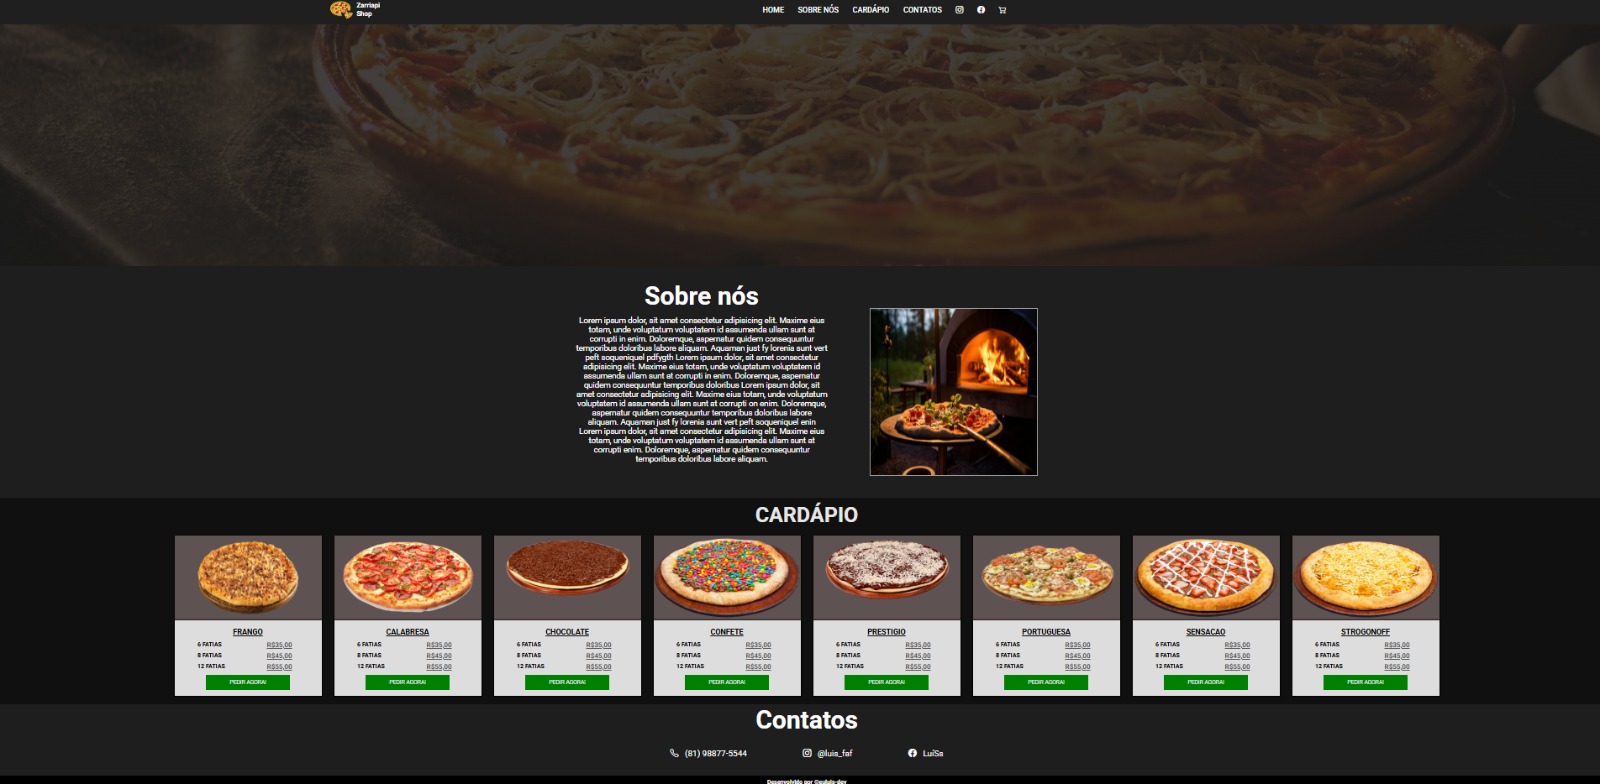 Zarriapi
Shop
HOME SOBRE NÓS CARDÁPIO CONTATOS
Sobre nós
Lorem ipsum dolor, sit amet consectetur adipisicing elit. Maxime eius
totam, unde voluptatum voluptatem id assumenda ullam sunt at
corrupti in enim. Doloremque, aspernatur quidem consequuntur
temporibus doloribus labore aliquam. Aquaman just fy lorenia sunt vert
peft soqueniquel pdfygth Lorem ipsum dolor, sit amet consectetur
adipisicing elit. Maxime eius totam, unde voluptatum voluptatem id
assumenda ullam sunt at corrupti in enim. Doloremque, aspernatur
quidem consequuntur temporibus doloribus Lorem ipsum dolor, sit
amet consectetur adipisicing elit. Maxime eius totam, unde voluptatum
voluptatem id assumenda ullam sunt at corrupti on enim. Doloremque,
aspernatur quidem consequuntur temporibus doloribus labore
aliquam. Aquaman just fy lorenia sunt vert peft soqueniquel enin
Lorem ipsum dolor, sit amet consectetur adipisicing elit. Maxime eius
totam, unde voluptatum voluptatem id assumenda ullam sunt at
corrupti enim. Doloremque, aspernatur quidem consequuntur
temporibus doloribus labore aliquam.
CARDÁPIO
FRANGO
6 FATIAS R$35,00
8 FATIAS R$45,00
12 FATIAS R$55,00
PEDIR AGORA!
CALABRESA
6 FATIAS R$35,00
8 FATIAS R$45,00
12 FATIAS R$55,00
PEDIR AGORA!
CHOCOLATE
6 FATIAS R$35,00
8 FATIAS R$45,00
12 FATIAS R$55,00
PEDIR AGORA!
CONFETE
6 FATIAS R$35,00
8 FATIAS R$45,00
12 FATIAS R$55,00
PEDIR AGORA!
PRESTIGIO
6 FATIAS R$35,00
8 FATIAS R$45,00
12 FATIAS R$55,00
PEDIR AGORA!
PORTUGUESA
6 FATIAS R$35,00
8 FATIAS R$45,00
12 FATIAS R$55,00
PEDIR AGORA!
SENSACAO
6 FATIAS R$35,00
8 FATIAS R$45,00
12 FATIAS R$55,00
PEDIR AGORA!
STROGONOFF
6 FATIAS R$35,00
8 FATIAS R$45,00
12 FATIAS R$55,00
PEDIR AGORA!
Contatos
(81) 98877-5544 @luis_faf LuíSa
Desenvolvido por